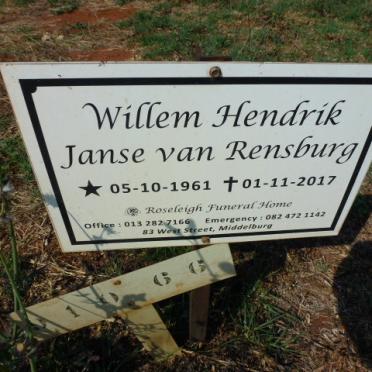 Willem Hendrik
Janse van Rensburg
★ 05-10-1961 ✝ 01-11-2017
Roseleigh Funeral Home
Office : 013 282 7166 Emergency : 082 472 1142
83 West Street, Middelburg